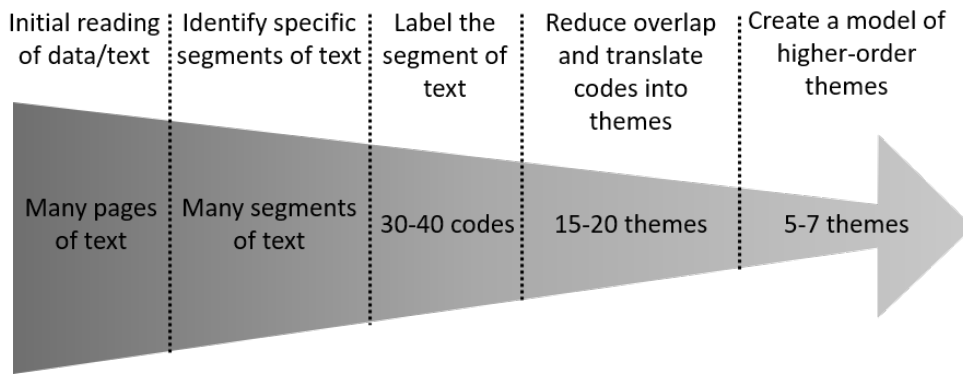 Initial reading
of data/text
Identify specific
segments of text
Label the
segment of
text
Reduce overlap
and translate
codes into
themes
Create a model of
higher-order
themes
Many pages
of text
Many segments
of text
30-40 codes
15-20 themes
5-7 themes